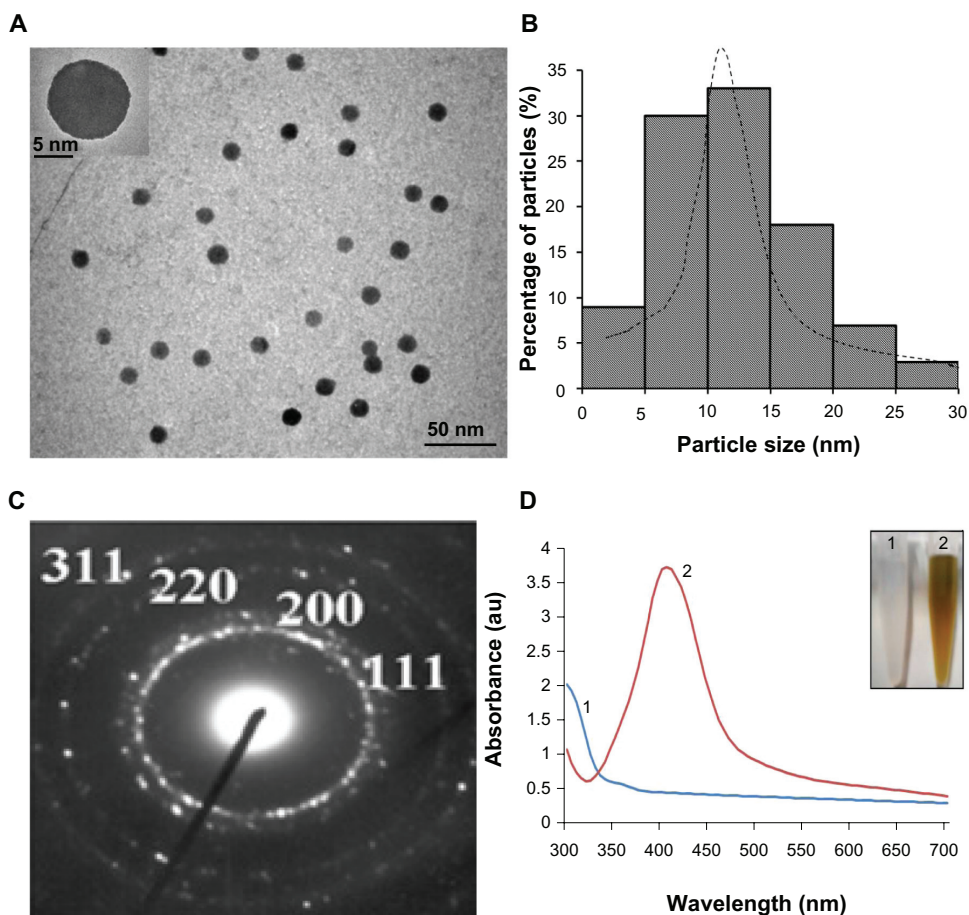 A
5 nm
50 nm
B
Percentage of particles (%)
35
30
25
20
15
10
5
0
0 5 10 15 20 25 30
Particle size (nm)
C
311
220
200
111
D
Absorbance (au)
4
3.5
3
2.5
2
1.5
1
0.5
0
1
2
1 2
300 350 400 450 500 550 600 650 700
Wavelength (nm)